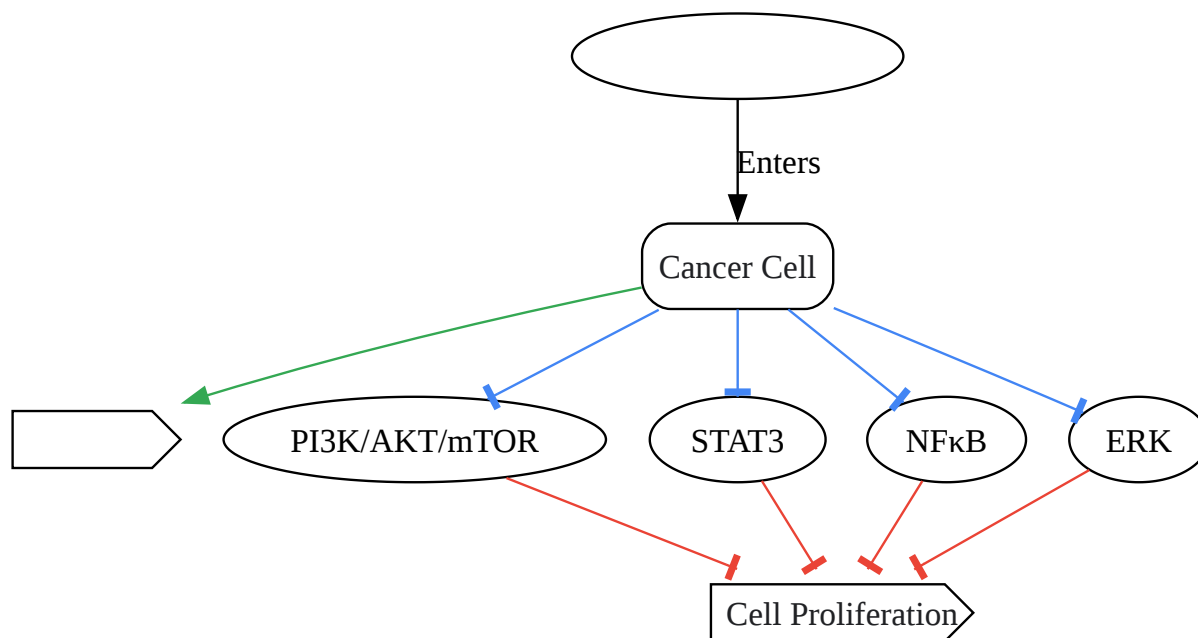 Enters
Cancer Cell
PI3K/AKT/mTOR
STAT3
NFκB
ERK
Cell Proliferation